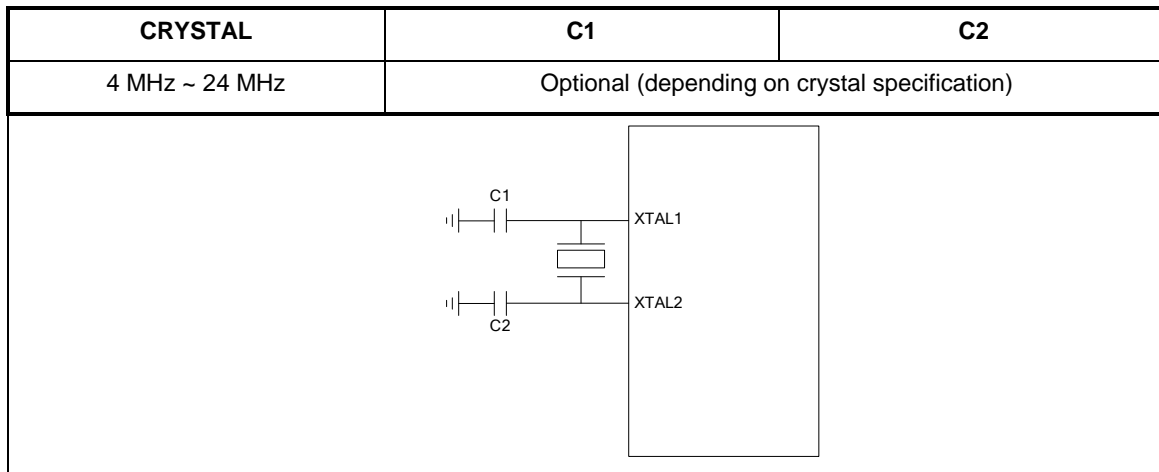 CRYSTAL C1 C2
4 MHz ~ 24 MHz Optional (depending on crystal specification)
C1
XTAL1
XTAL2
C2